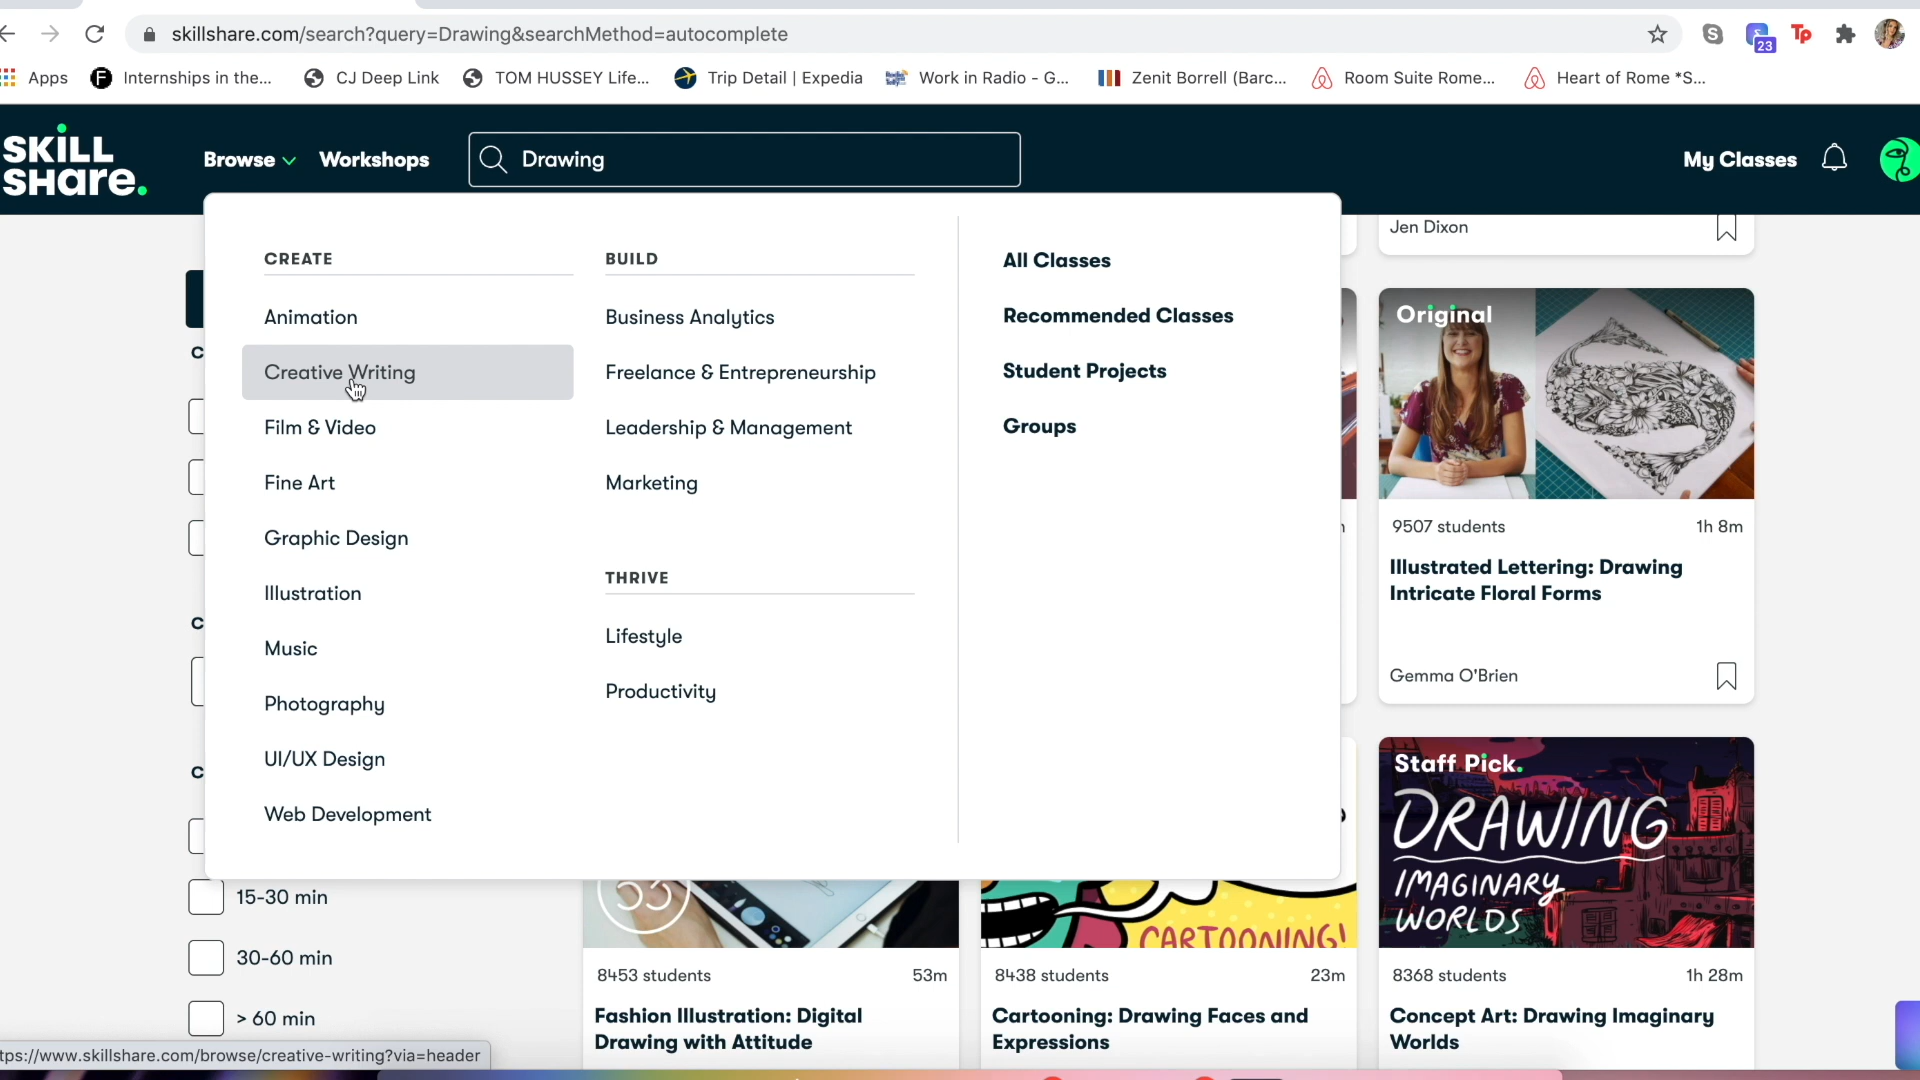 skillshare.com/search?query=Drawing&searchMethod=autocomplete
23
Tp
Apps
Internships in the...
CJ Deep Link
TOM HUSSEY Life...
Trip Detail | Expedia
Work in Radio - G...
Zenit Borrell (Barc...
Room Suite Rome...
Heart of Rome *S...
SKiLL
SHare.
Browse
Workshops
Drawing
My Classes
CREATE
Animation
Creative Writing
Film & Video
Fine Art
Graphic Design
Illustration
Music
Photography
UI/UX Design
Web Development
BUILD
Business Analytics
Freelance & Entrepreneurship
Leadership & Management
Marketing
THRIVE
Lifestyle
Productivity
All Classes
Recommended Classes
Student Projects
Groups
Jen Dixon
Original
9507 students
1h 8m
Illustrated Lettering: Drawing
Intricate Floral Forms
Gemma O'Brien
Staff Pick.
DRAWING
IMAGINARY
WORLDS
15-30 min
30-60 min
> 60 min
CARTOONING!
8453 students
53m
Fashion Illustration: Digital
Drawing with Attitude
8438 students
23m
Cartooning: Drawing Faces and
Expressions
8368 students
1h 28m
Concept Art: Drawing Imaginary
Worlds
tps://www.skillshare.com/browse/creative-writing?via=header